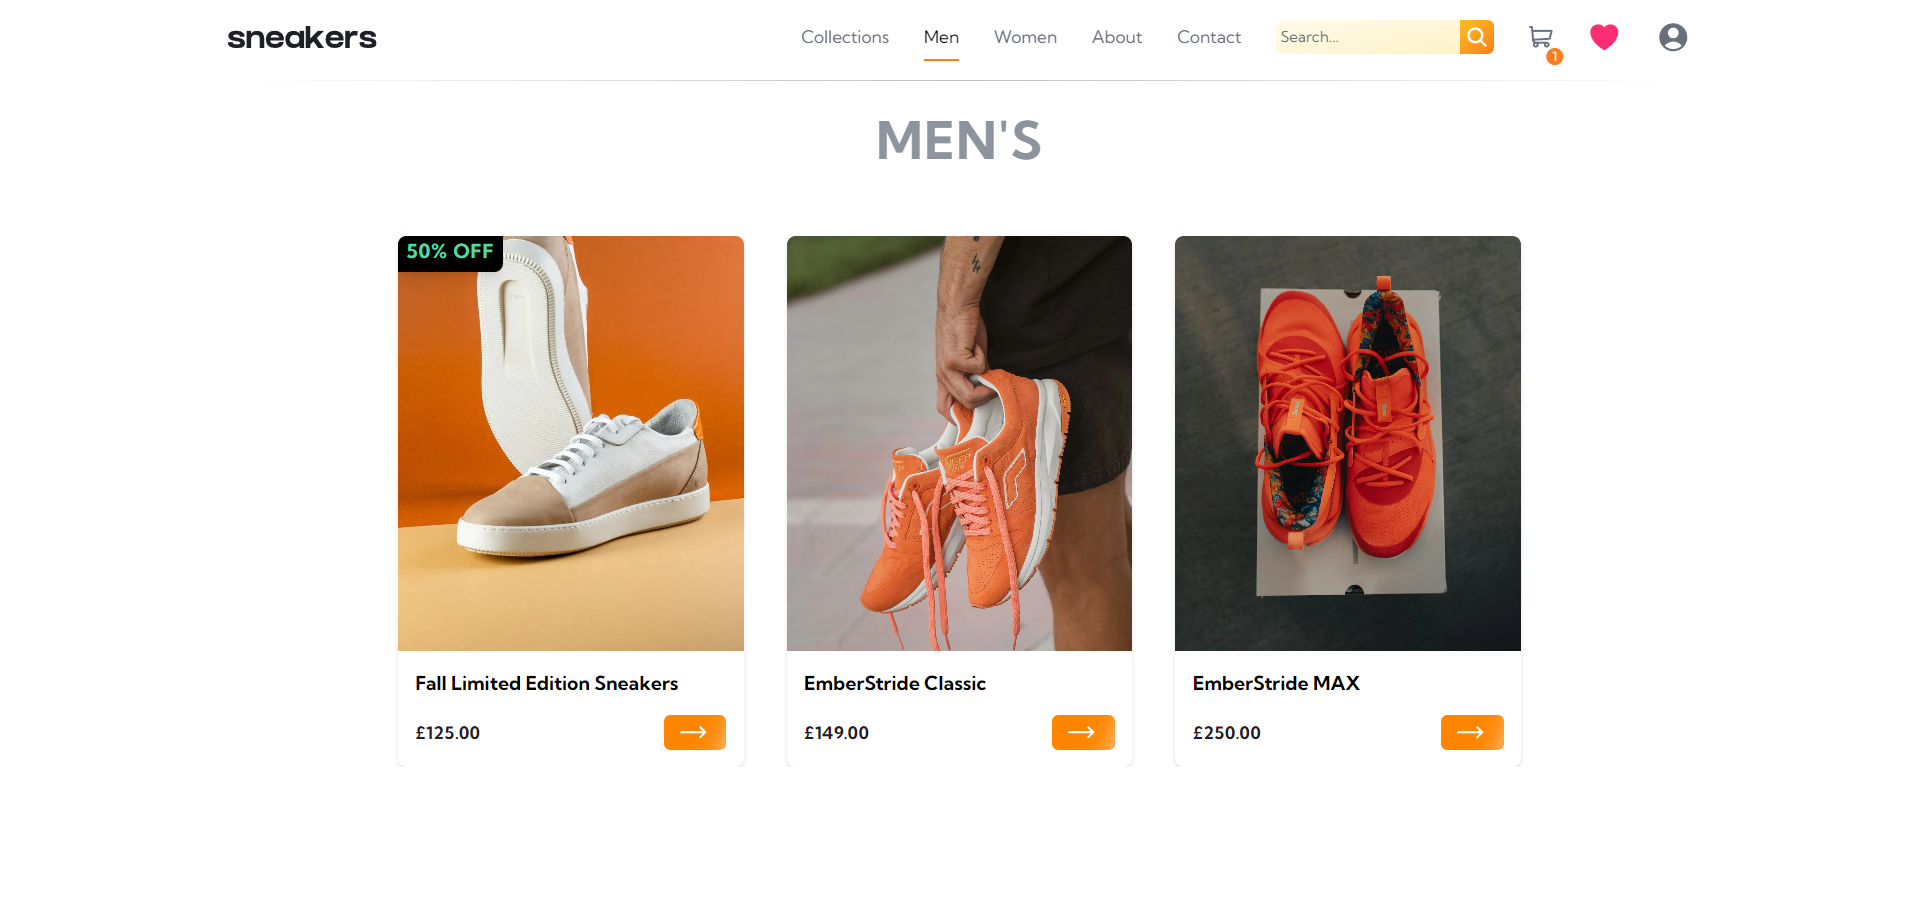 sneakers
Collections
Men
Women
About
Contact
Search...
1
MEN'S
50% OFF
Fall Limited Edition Sneakers
£125.00
EmberStride Classic
£149.00
EmberStride MAX
£250.00